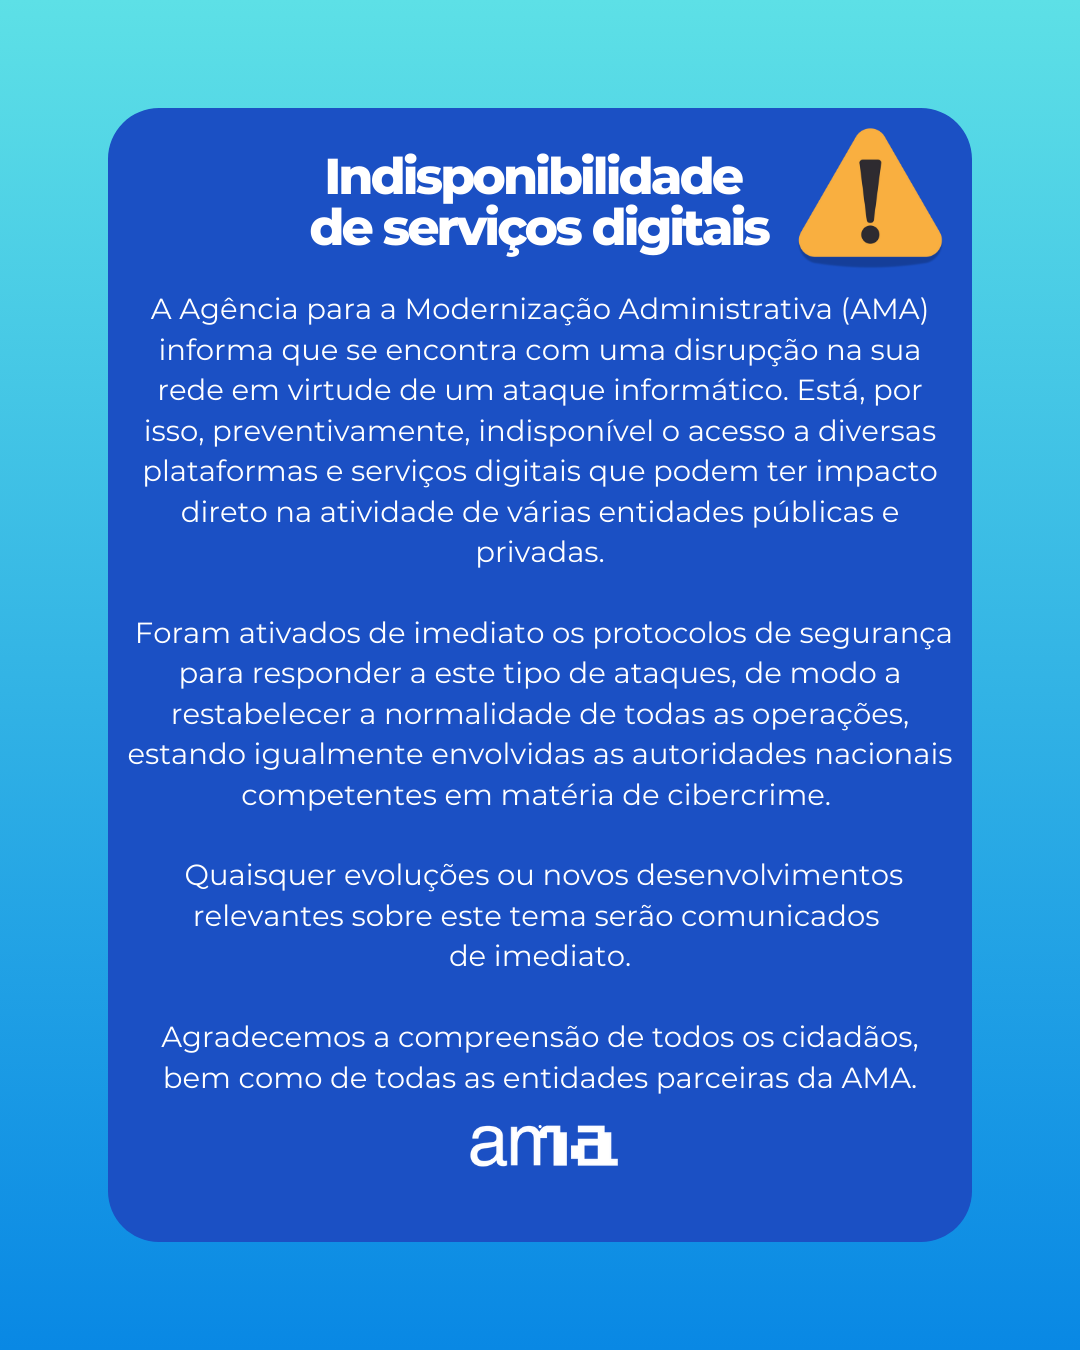 Indisponibilidade
de serviços digitais
A Agência para a Modernização Administrativa (AMA)
informa que se encontra com uma disrupção na sua
rede em virtude de um ataque informático. Está, por
isso, preventivamente, indisponível o acesso a diversas
plataformas e serviços digitais que podem ter impacto
direto na atividade de várias entidades públicas e
privadas.
Foram ativados de imediato os protocolos de segurança
para responder a este tipo de ataques, de modo a
restabelecer a normalidade de todas as operações,
estando igualmente envolvidas as autoridades nacionais
competentes em matéria de cibercrime.
Quaisquer evoluções ou novos desenvolvimentos
relevantes sobre este tema serão comunicados
de imediato.
Agradecemos a compreensão de todos os cidadãos,
bem como de todas as entidades parceiras da AMA.
ama